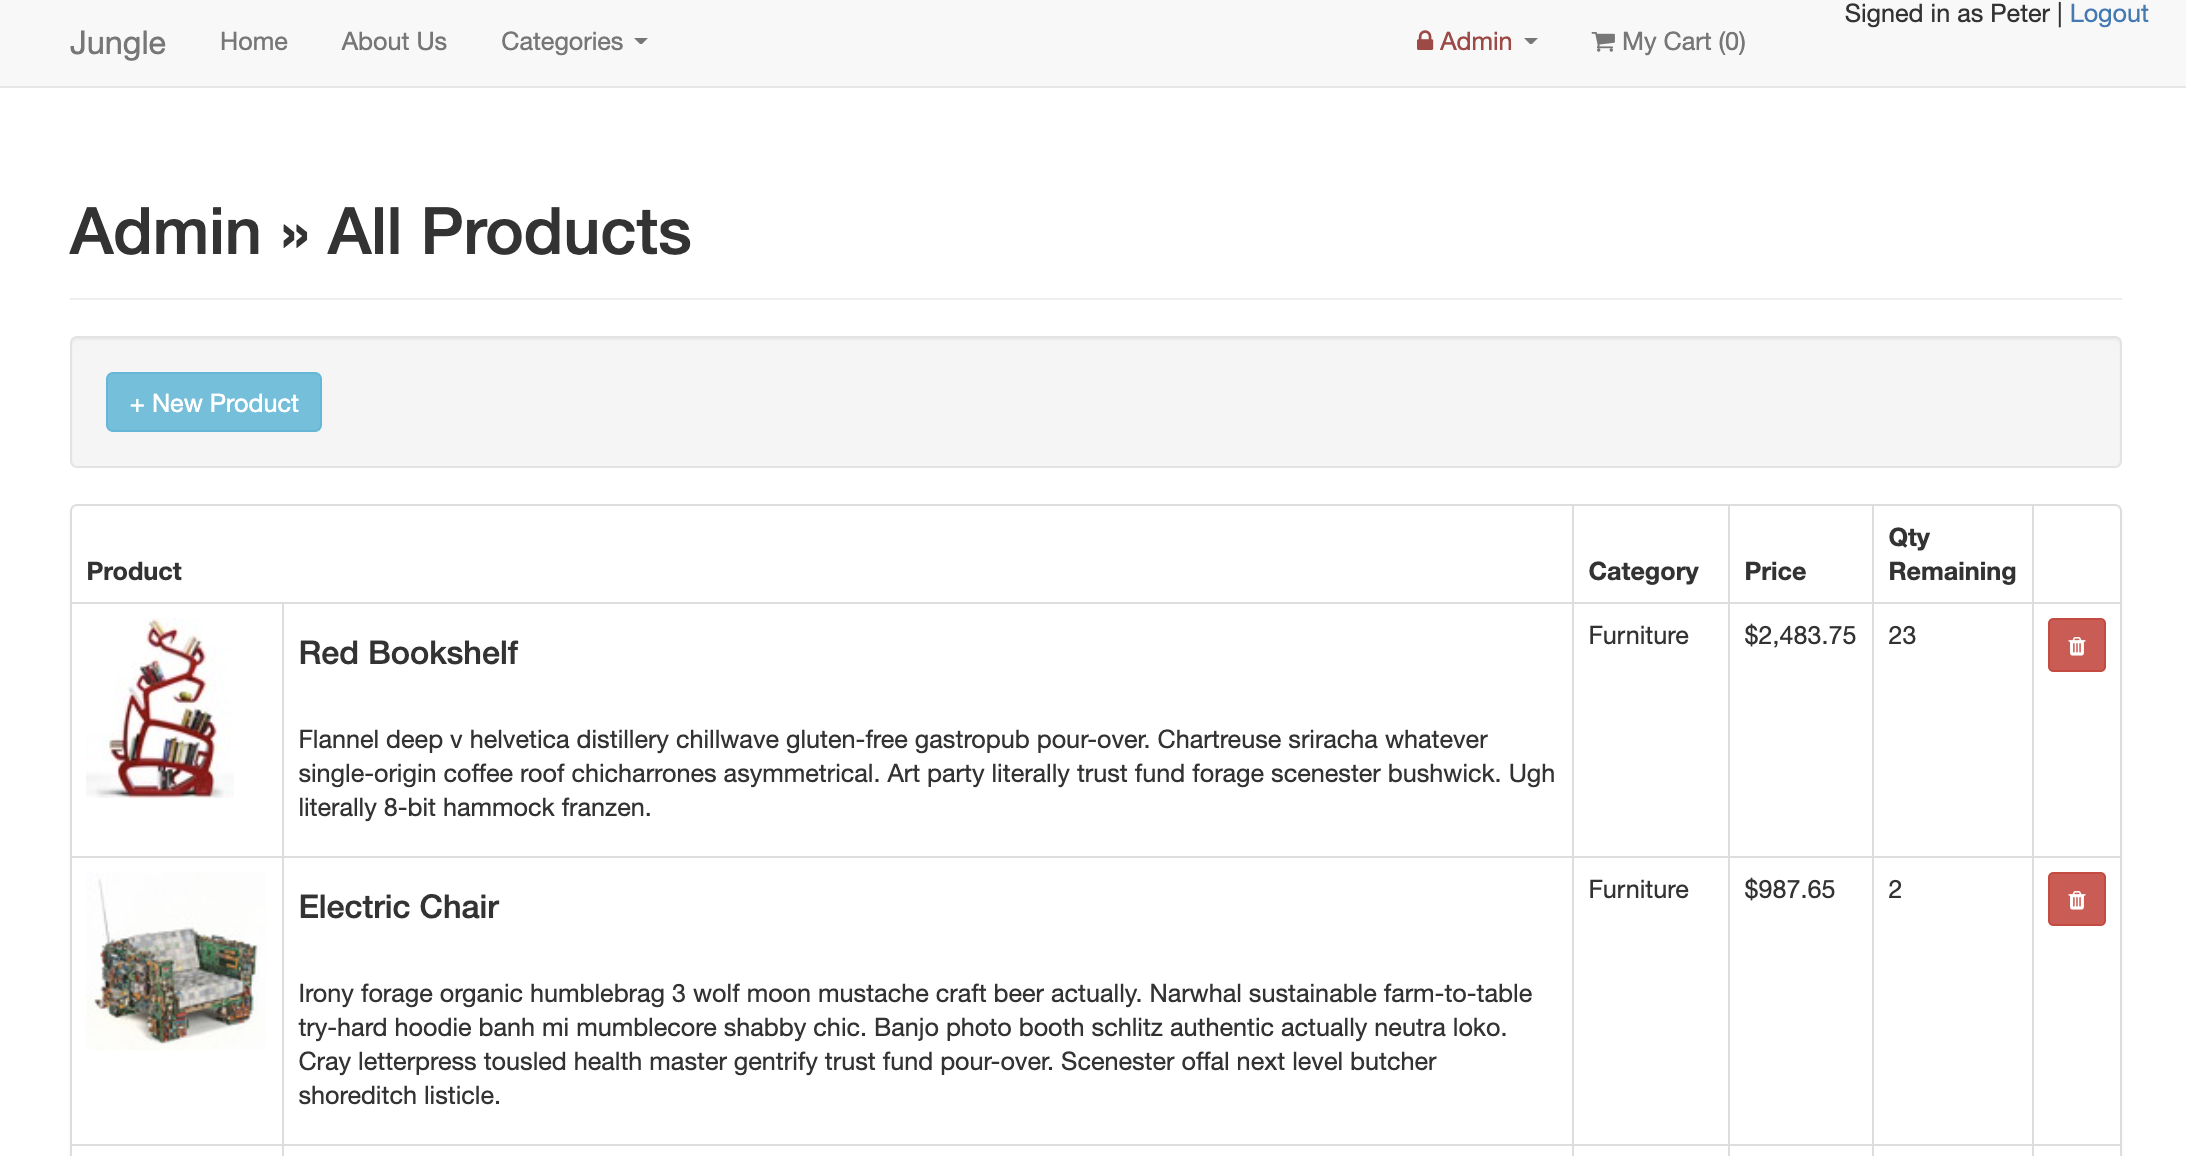 Jungle Home About Us Categories Admin My Cart (0) Signed in as Peter | Logout
Admin » All Products
+ New Product
Product Category Price Qty Remaining
Red Bookshelf Furniture $2,483.75 23
Flannel deep v helvetica distillery chillwave gluten-free gastropub pour-over. Chartreuse sriracha whatever
single-origin coffee roof chicharrones asymmetrical. Art party literally trust fund forage scenester bushwick. Ugh
literally 8-bit hammock franzen.
Electric Chair Furniture $987.65 2
Irony forage organic humblebrag 3 wolf moon mustache craft beer actually. Narwhal sustainable farm-to-table
try-hard hoodie banh mi mumblecore shabby chic. Banjo photo booth schlitz authentic actually neutra loko.
Cray letterpress tousled health master gentrify trust fund pour-over. Scenester offal next level butcher
shoreditch listicle.